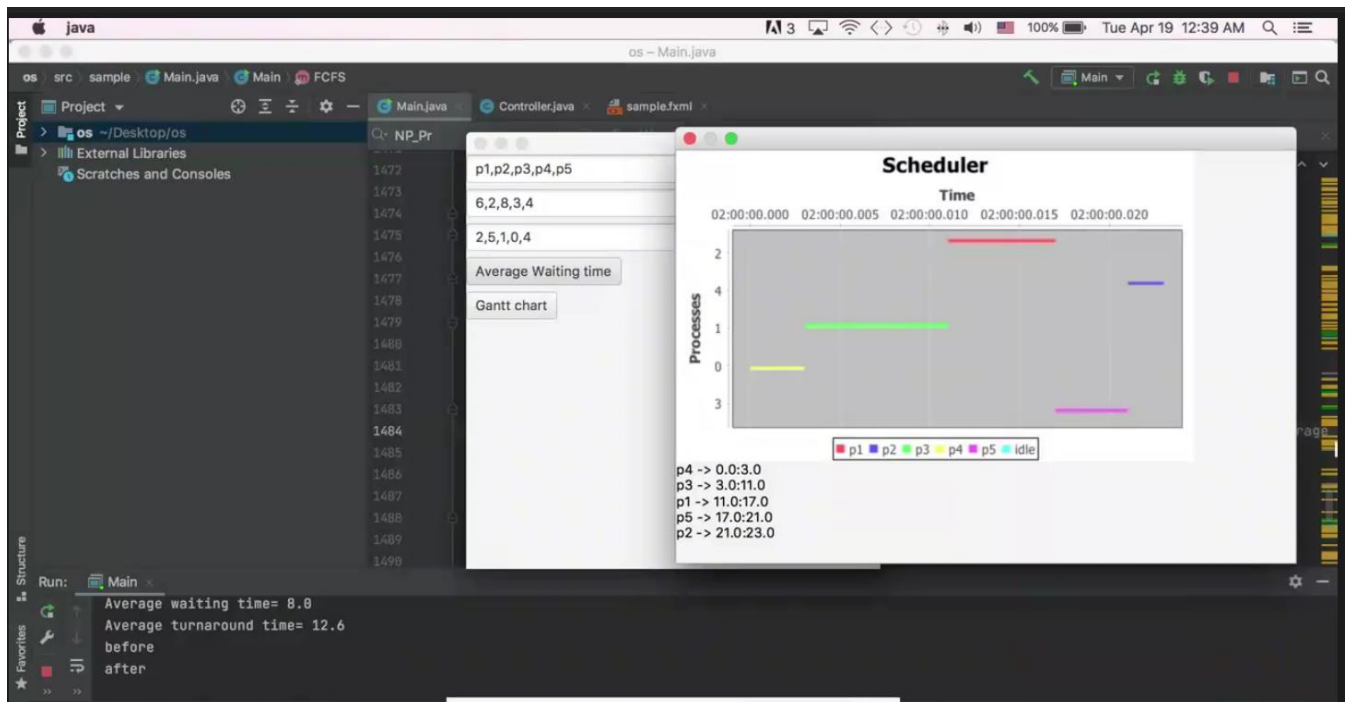 java
3
100%
Tue Apr 19 12:39 AM
os – Main.java
os
src
sample
Main.java
Main
FCFS
Main
Project
Project
Main.java
Controller.java
sample.fxml
os ~/Desktop/os
External Libraries
Scratches and Consoles
NP_Pr
1472
1473
1474
1475
1476
1477
1478
1479
1480
1481
1482
1483
1484
1485
1486
1487
1488
1489
1490
p1,p2,p3,p4,p5
6,2,8,3,4
2,5,1,0,4
Average Waiting time
Gantt chart
Scheduler
Time
02:00:00.000 02:00:00.005 02:00:00.010 02:00:00.015 02:00:00.020
Processes
2
4
1
0
3
p1 p2 p3 p4 p5 idle
p4 -> 0.0:3.0
p3 -> 3.0:11.0
p1 -> 11.0:17.0
p5 -> 17.0:21.0
p2 -> 21.0:23.0
rage
Structure
Favorites
Run:
Main
Average waiting time= 8.0
Average turnaround time= 12.6
before
after